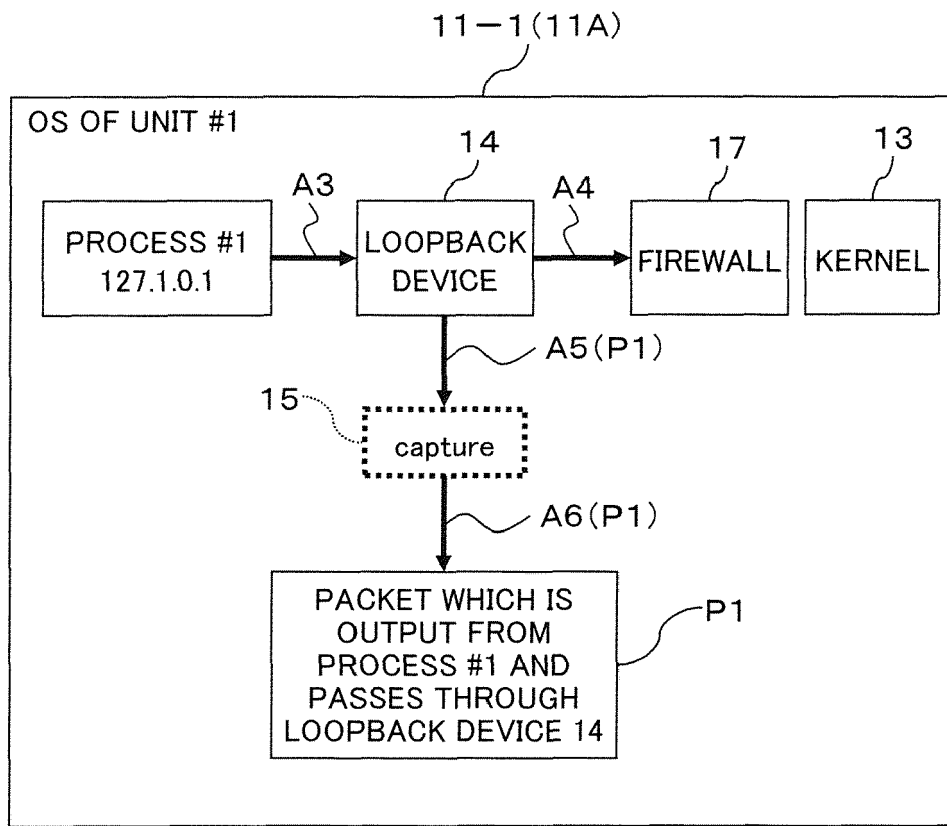 11-1(11A)
OS OF UNIT #1
14
17
13
A3
A4
PROCESS #1
127.1.0.1
LOOPBACK
DEVICE
FIREWALL
KERNEL
A5(P1)
15
capture
A6(P1)
PACKET WHICH IS
OUTPUT FROM
PROCESS #1 AND
PASSES THROUGH
LOOPBACK DEVICE 14
P1